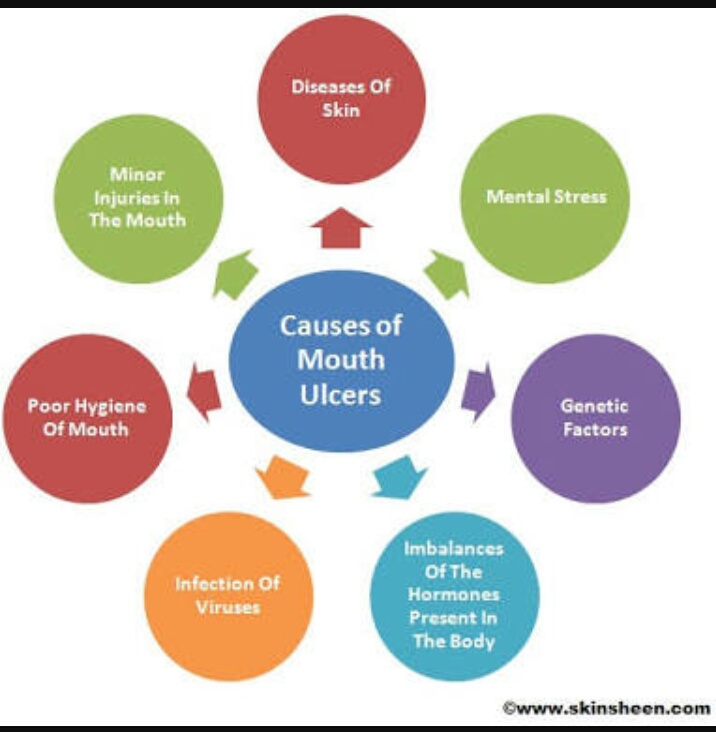 Diseases Of
Skin
Minor
Injuries In
The Mouth
Mental Stress
Causes of
Mouth
Ulcers
Poor Hygiene
Of Mouth
Genetic
Factors
Infection Of
Viruses
Imbalances
Of The
Hormones
Present In
The Body
©www.skinsheen.com